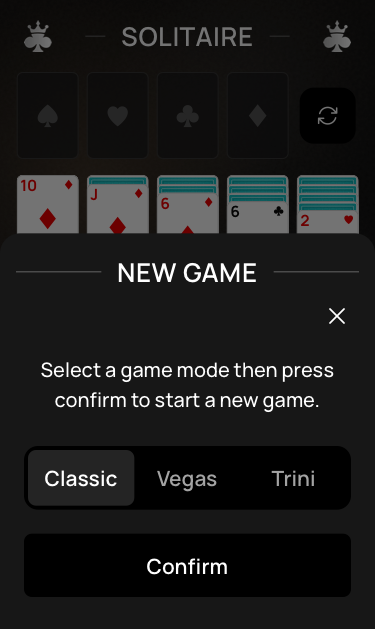 SOLITAIRE
10 J 6 6 2
NEW GAME
Select a game mode then press
confirm to start a new game.
Classic Vegas Trini
Confirm